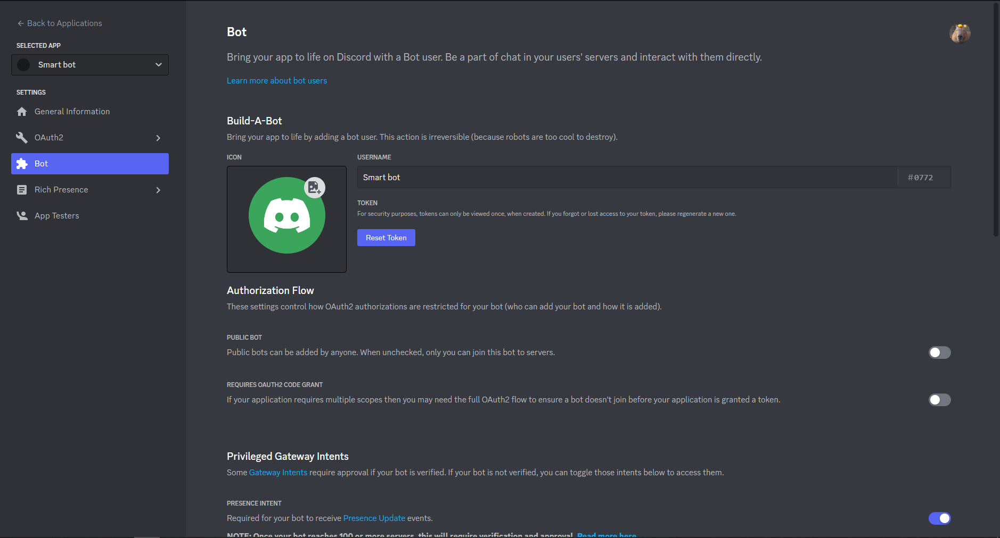 Back to Applications
SELECTED APP
Smart bot
SETTINGS
General Information
OAuth2
Bot
Rich Presence
App Testers
Bot
Bring your app to life on Discord with a Bot user. Be a part of chat in your users' servers and interact with them directly.
Learn more about bot users
Build-A-Bot
Bring your app to life by adding a bot user. This action is irreversible (because robots are too cool to destroy).
ICON
USERNAME
Smart bot
#0772
TOKEN
For security purposes, tokens can only be viewed once, when created. If you forgot or lost access to your token, please regenerate a new one.
Reset Token
Authorization Flow
These settings control how OAuth2 authorizations are restricted for your bot (who can add your bot and how it is added).
PUBLIC BOT
Public bots can be added by anyone. When unchecked, only you can join this bot to servers.
REQUIRES OAUTH2 CODE GRANT
If your application requires multiple scopes then you may need the full OAuth2 flow to ensure a bot doesn't join before your application is granted a token.
Privileged Gateway Intents
Some Gateway Intents require approval if your bot is verified. If your bot is not verified, you can toggle those intents below to access them.
PRESENCE INTENT
Required for your bot to receive Presence Update events.
NOTE: Once your bot reaches 100 or more servers, this will require verification and approval. Read more here